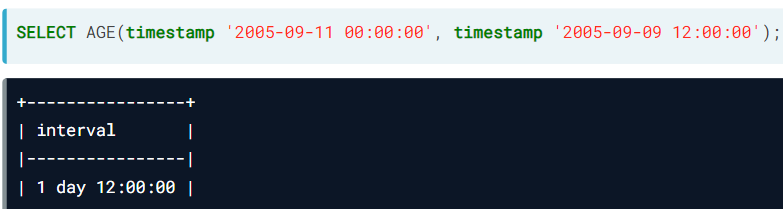 SELECT AGE(timestamp '2005-09-11 00:00:00', timestamp '2005-09-09 12:00:00');
+----------------+
| interval       |
|----------------|
| 1 day 12:00:00 |